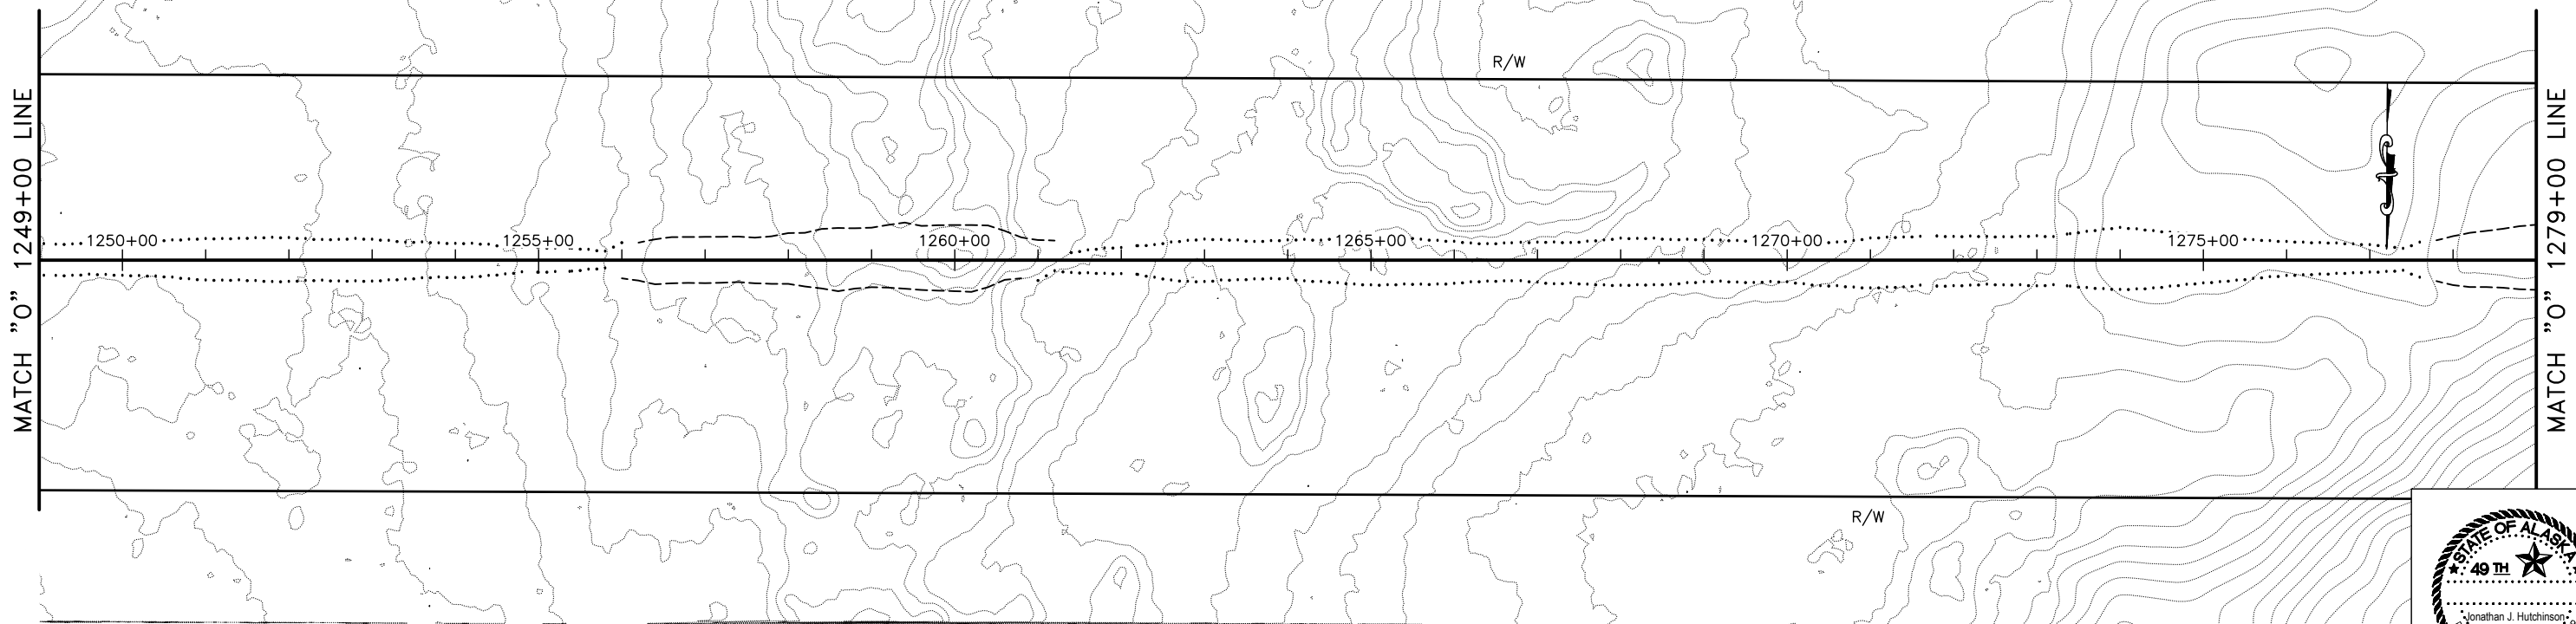 MATCH "O" 1249+00 LINE
R/W
1250+00
1255+00
1260+00
1265+00
1270+00
1275+00
R/W
MATCH "O" 1279+00 LINE
STATE OF ALASKA
49 TH
Jonathan J. Hutchinson